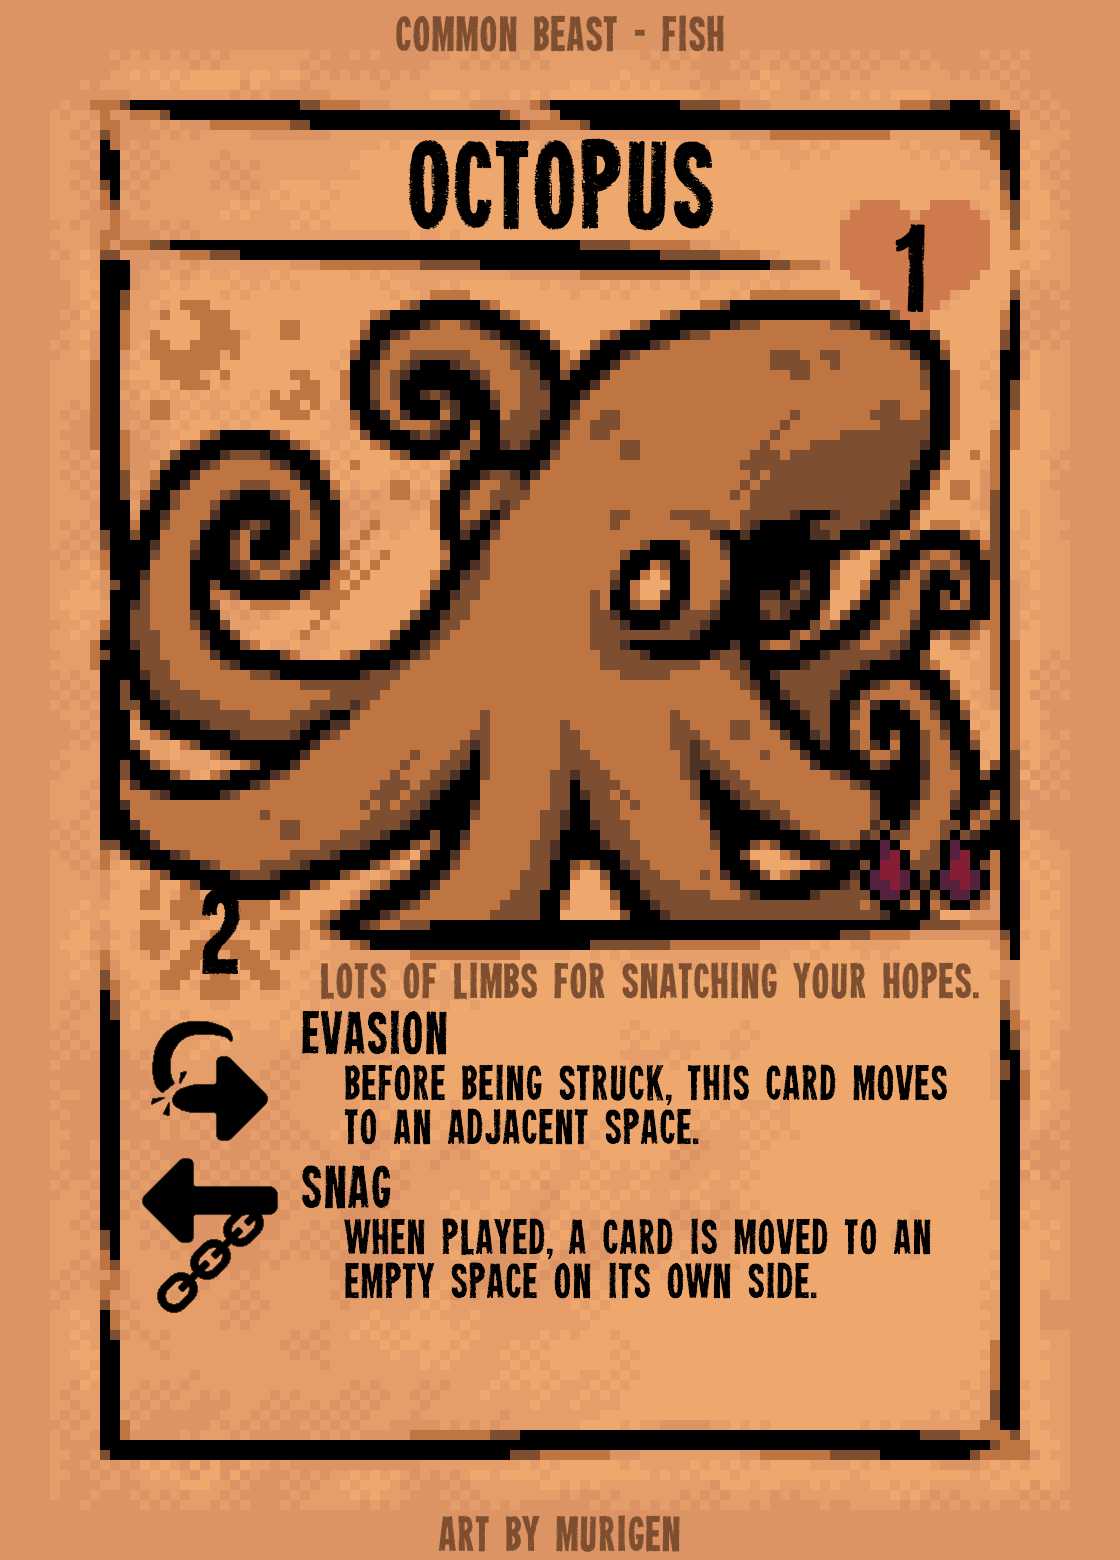 COMMON BEAST - FISH
OCTOPUS
1
2
LOTS OF LIMBS FOR SNATCHING YOUR HOPES.
EVASION
BEFORE BEING STRUCK, THIS CARD MOVES
TO AN ADJACENT SPACE.
SNAG
WHEN PLAYED, A CARD IS MOVED TO AN
EMPTY SPACE ON ITS OWN SIDE.
ART BY MURIGEN